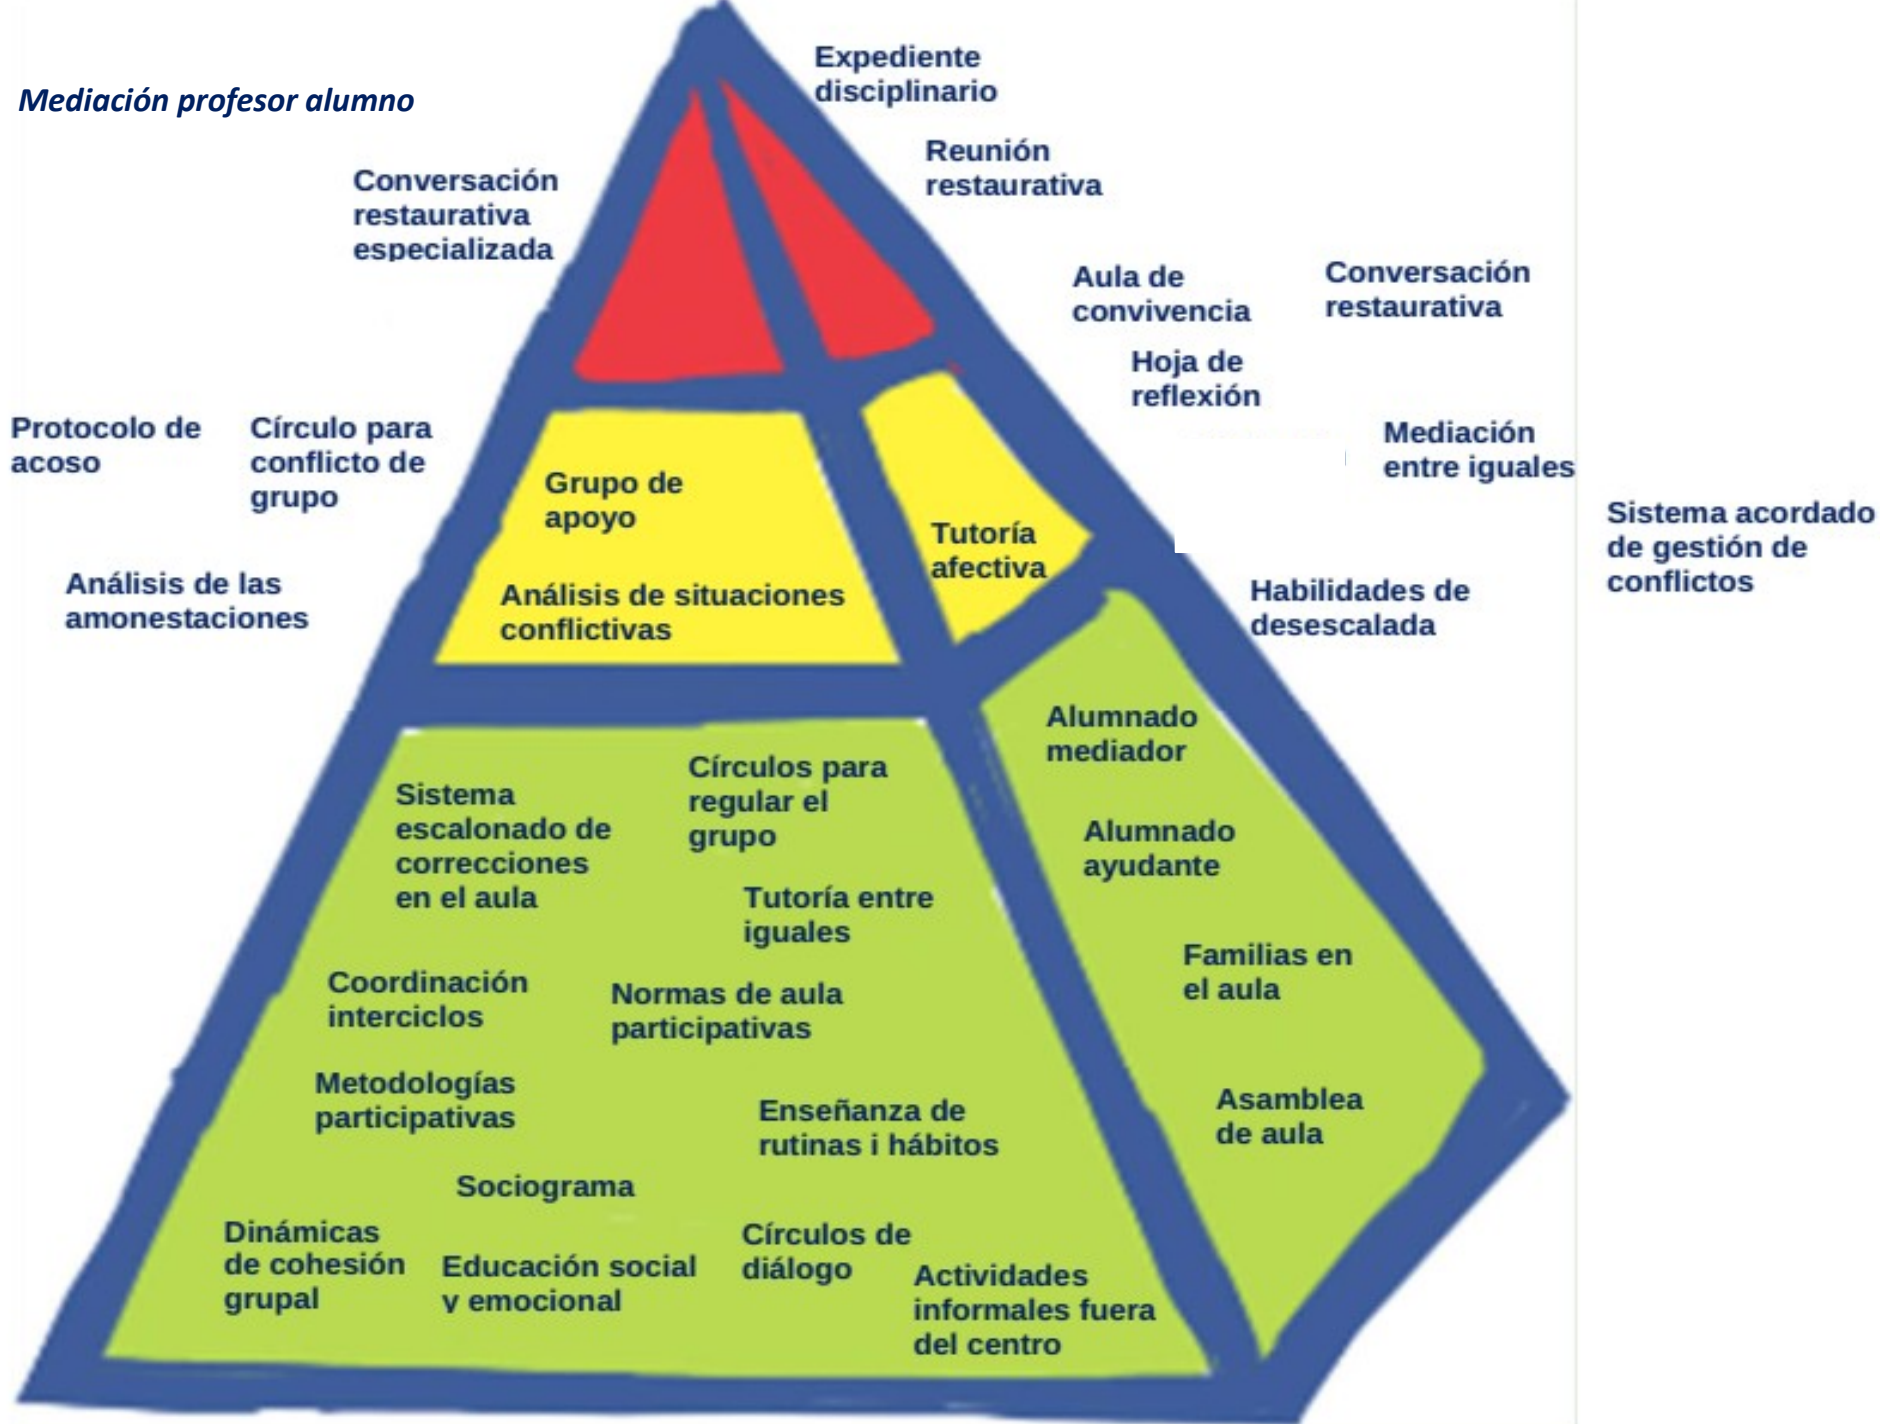 Expediente
disciplinario
Mediación profesor alumno
Reunión
restaurativa
Conversación
restaurativa
especializada
Aula de
convivencia
Conversación
restaurativa
Hoja de
reflexión
Protocolo de
acoso
Círculo para
conflicto de
grupo
Mediación
entre iguales
Grupo de
apoyo
Tutoría
afectiva
Sistema acordado
de gestión de
conflictos
Análisis de las
amonestaciones
Análisis de situaciones
conflictivas
Habilidades de
desescalada
Alumnado
mediador
Círculos para
regular el
grupo
Sistema
escalonado de
correcciones
en el aula
Alumnado
ayudante
Tutoría entre
iguales
Familias en
el aula
Coordinación
interciclos
Normas de aula
participativas
Metodologías
participativas
Enseñanza de
rutinas i hábitos
Asamblea
de aula
Sociograma
Dinámicas
de cohesión
grupal
Educación social
y emocional
Círculos de
diálogo
Actividades
informales fuera
del centro